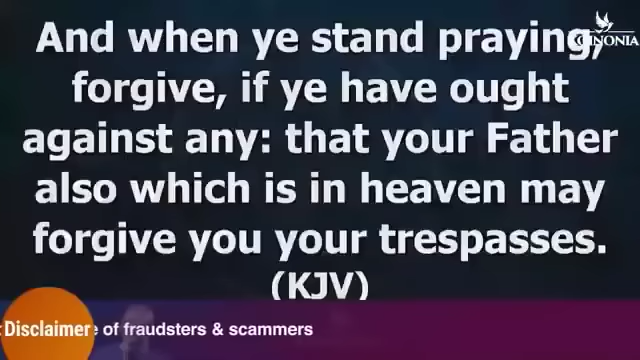 And when ye stand praying,
forgive, if ye have ought
against any: that your Father
also which is in heaven may
forgive you your trespasses.
(KJV)
Disclaimer
of fraudsters & scammers